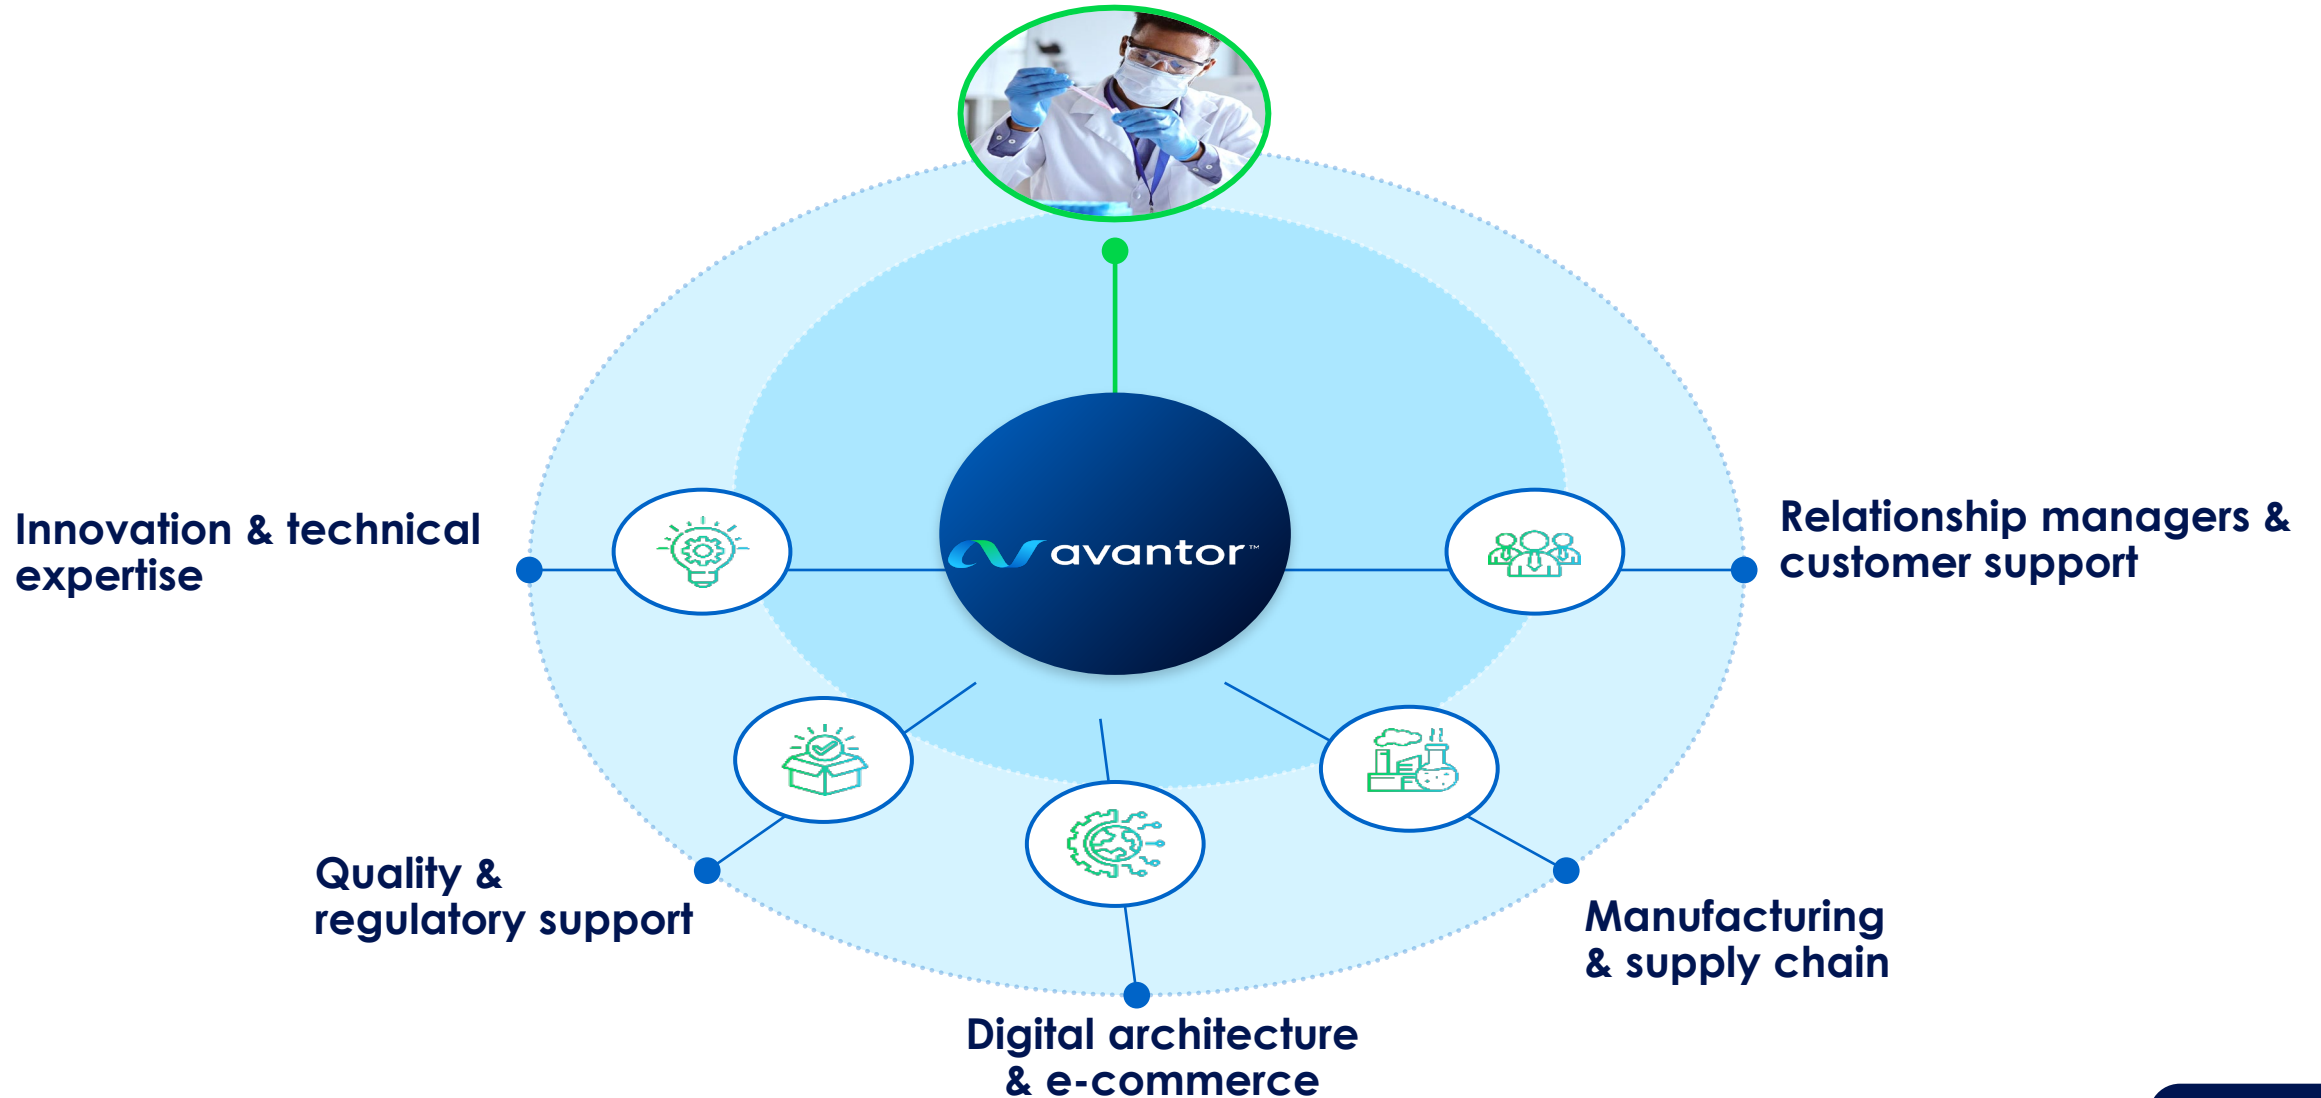 avantor™
Innovation & technical
expertise
Relationship managers &
customer support
Quality &
regulatory support
Manufacturing
& supply chain
Digital architecture
& e-commerce